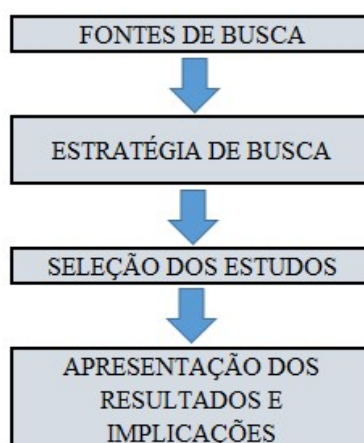 FONTES DE BUSCA
ESTRATÉGIA DE BUSCA
SELEÇÃO DOS ESTUDOS
APRESENTAÇÃO DOS
RESULTADOS E
IMPLICAÇÕES